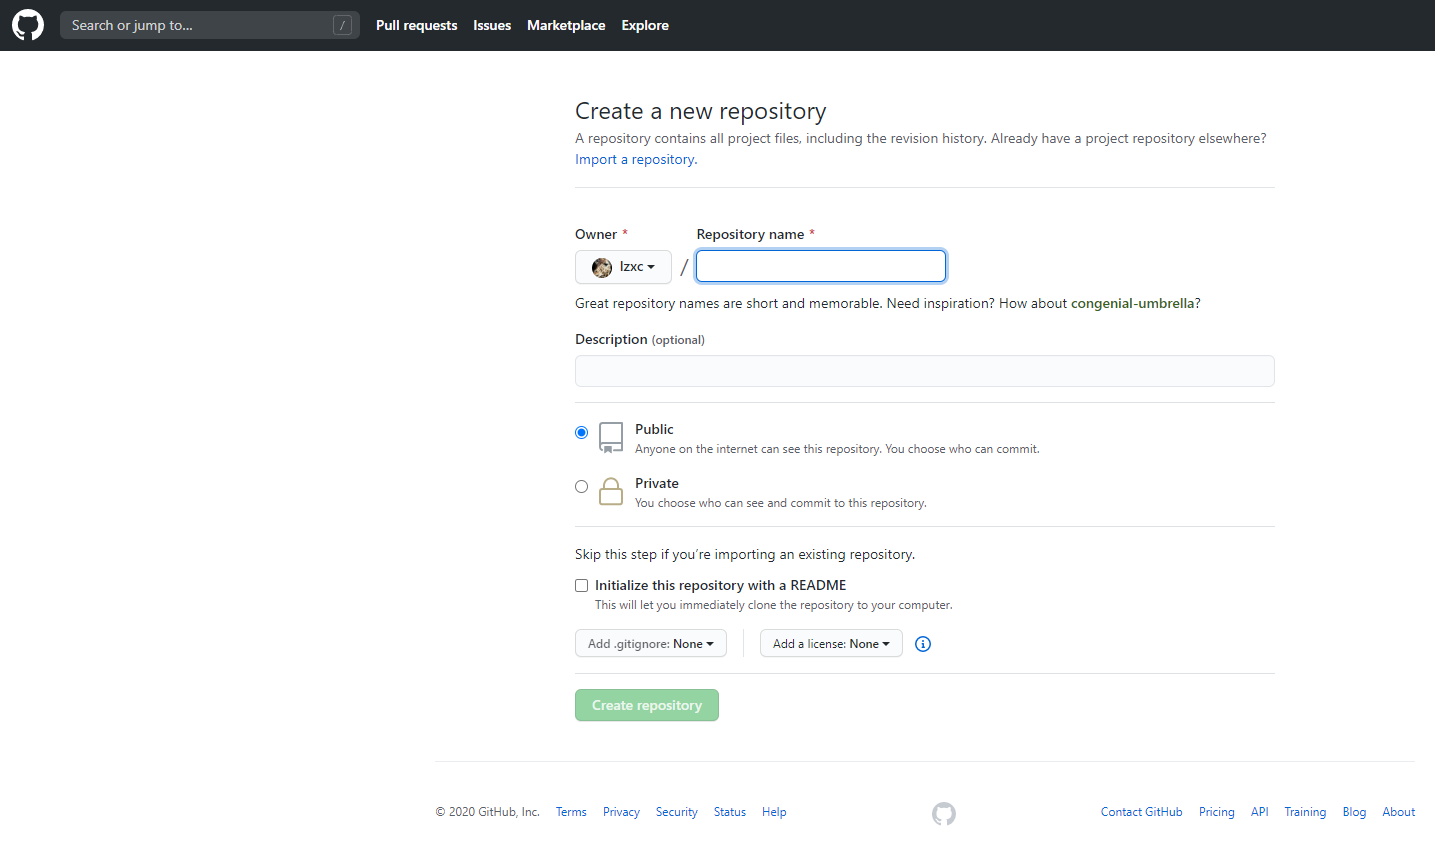 Search or jump to... / Pull requests Issues Marketplace Explore
Create a new repository
A repository contains all project files, including the revision history. Already have a project repository elsewhere?
Import a repository.
Owner * Repository name *
lzxc /
Great repository names are short and memorable. Need inspiration? How about congenial-umbrella?
Description (optional)
Public
Anyone on the internet can see this repository. You choose who can commit.
Private
You choose who can see and commit to this repository.
Skip this step if you’re importing an existing repository.
Initialize this repository with a README
This will let you immediately clone the repository to your computer.
Add .gitignore: None Add a license: None
Create repository
© 2020 GitHub, Inc. Terms Privacy Security Status Help Contact GitHub Pricing API Training Blog About